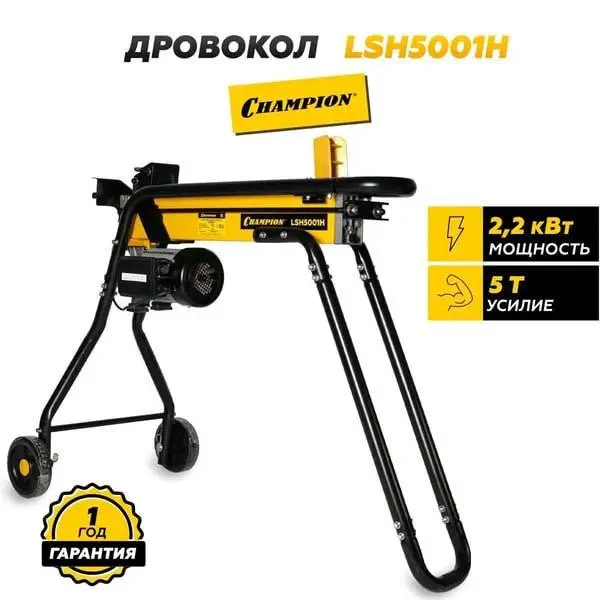 ДРОВОКОЛ LSH5001H
CHAMPION®
CHAMPION LSH5001H
2,2 кВт
МОЩНОСТЬ
5 Т
УСИЛИЕ
1
ГОД
ГАРАНТИЯ